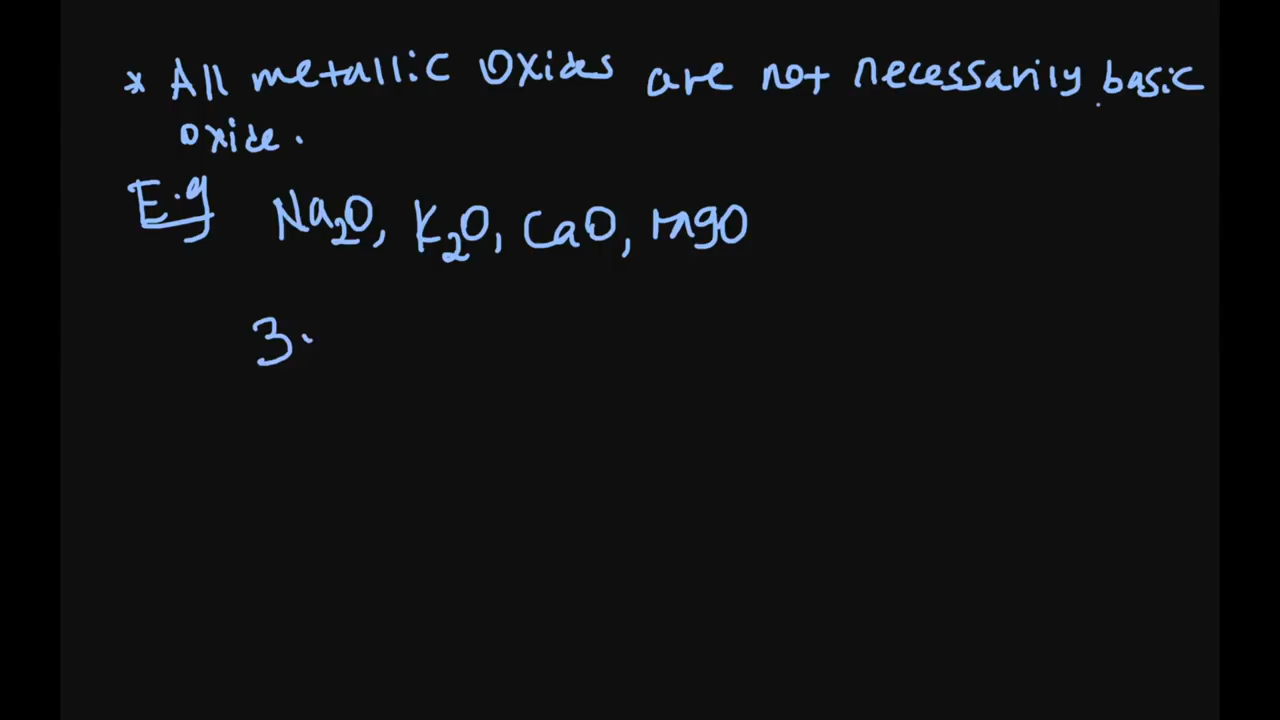 * All metallic oxides are not necessarily basic
oxide.
E.g Na₂O, K₂O, CaO, MgO
3.